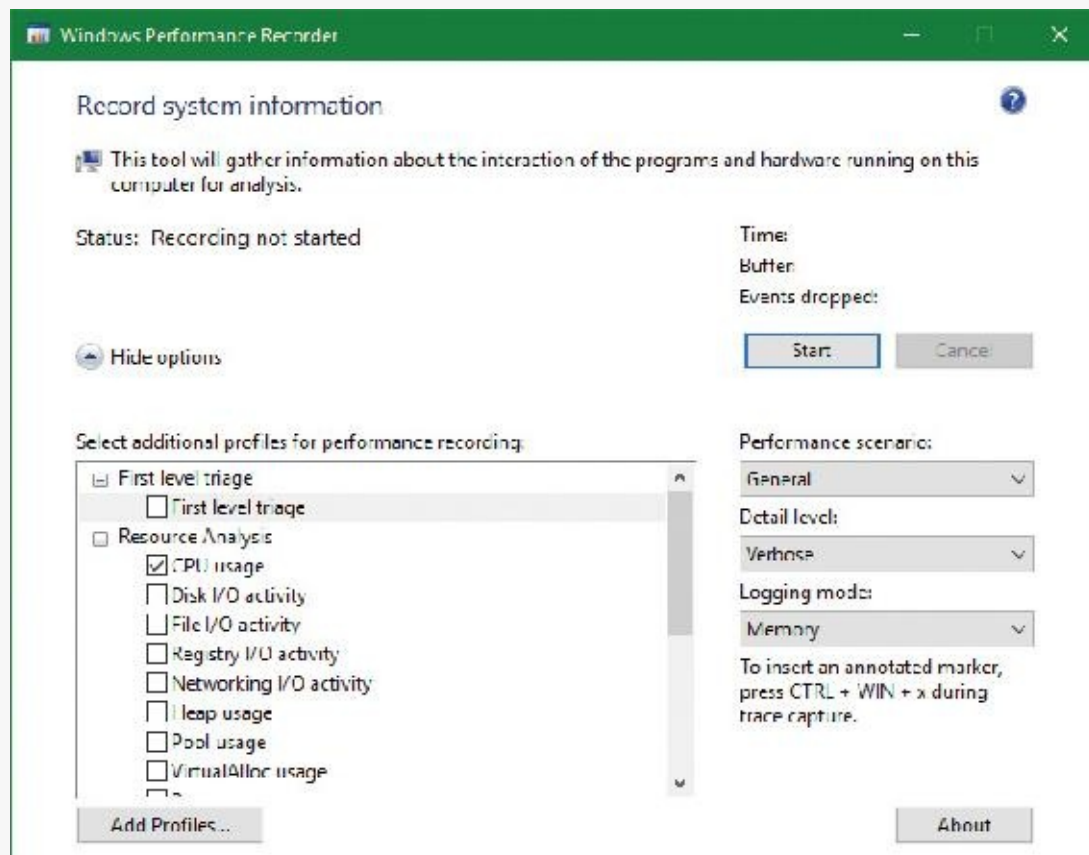 Windows Performance Recorder
Record system information
This tool will gather information about the interaction of the programs and hardware running on this
computer for analysis.
Status: Recording not started
Time:
Buffer:
Events dropped:
Hide options
Start
Cancel
Select additional profiles for performance recording:
First level triage
First level triage
Resource Analysis
CPU usage
Disk I/O activity
File I/O activity
Registry I/O activity
Networking I/O activity
Heap usage
Pool usage
VirtualAlloc usage
Performance scenario:
General
Detail level:
Verbose
Logging mode:
Memory
To insert an annotated marker,
press CTRL + WIN + x during
trace capture.
Add Profiles...
About